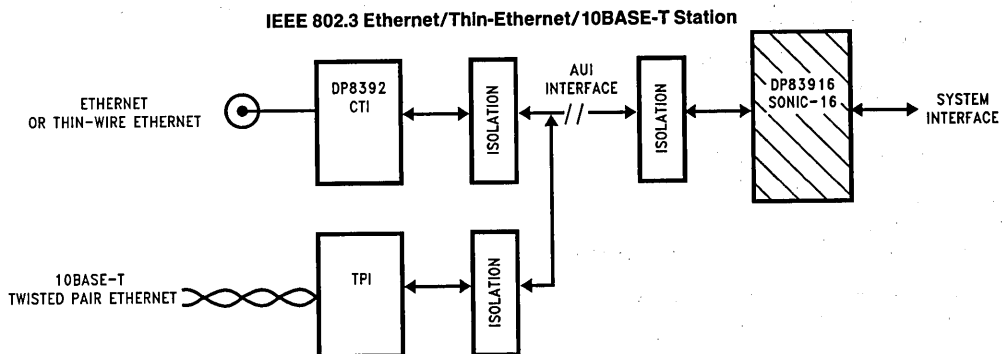 IEEE 802.3 Ethernet/Thin-Ethernet/10BASE-T Station
ETHERNET
OR THIN-WIRE ETHERNET
DP8392
CTI
ISOLATION
AUI
INTERFACE
ISOLATION
DP83916
SONIC-16
SYSTEM
INTERFACE
10BASE-T
TWISTED PAIR ETHERNET
TPI
ISOLATION